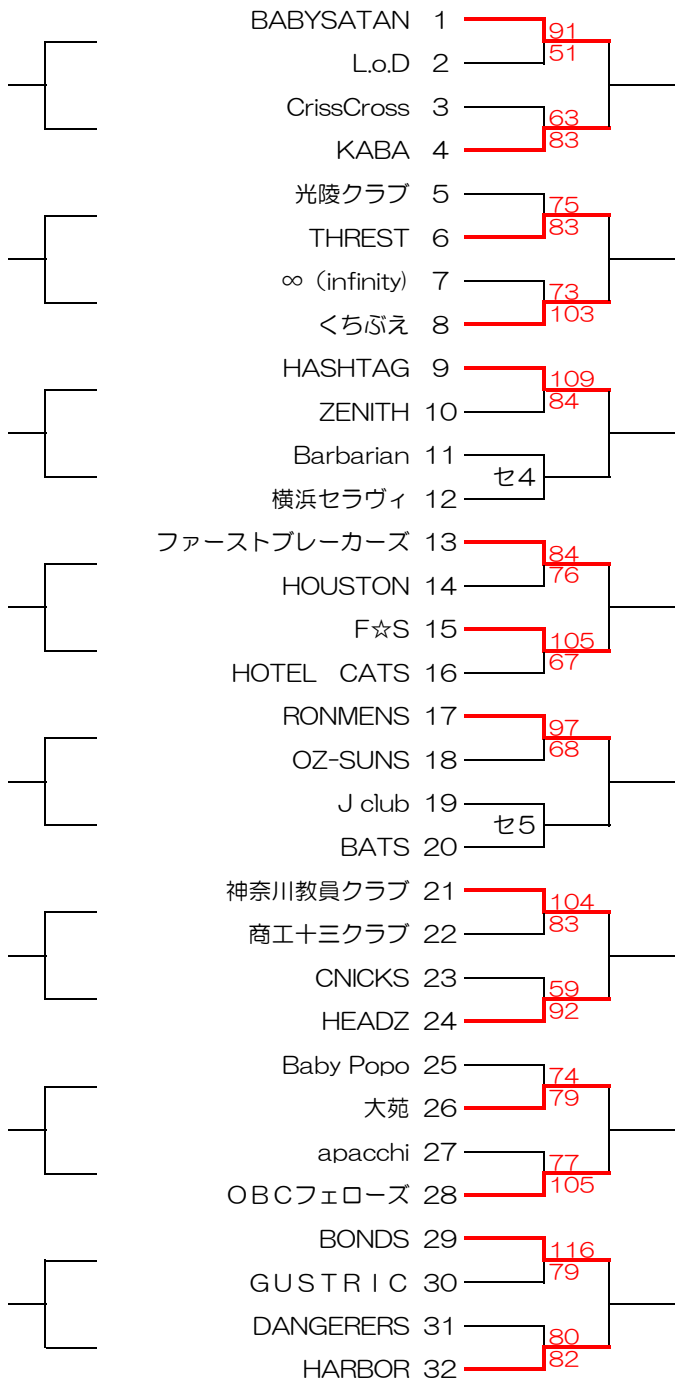 BABYSATAN 1
91
51
L.o.D 2
CrissCross 3
63
83
KABA 4
光陵クラブ 5
75
83
THREST 6
∞（infinity) 7
73
103
くちぶえ 8
HASHTAG 9
109
84
ZENITH 10
Barbarian 11
セ4
横浜セラヴィ 12
ファーストブレーカーズ 13
84
76
HOUSTON 14
F☆S 15
105
67
HOTEL　CATS 16
RONMENS 17
97
68
OZ-SUNS 18
J club 19
セ5
BATS 20
神奈川教員クラブ 21
104
83
商工十三クラブ 22
CNICKS 23
59
92
HEADZ 24
Baby Popo 25
74
79
大苑 26
apacchi 27
77
105
ＯＢＣフェローズ 28
BONDS 29
116
79
ＧＵＳＴＲＩＣ 30
DANGERERS 31
80
82
HARBOR 32